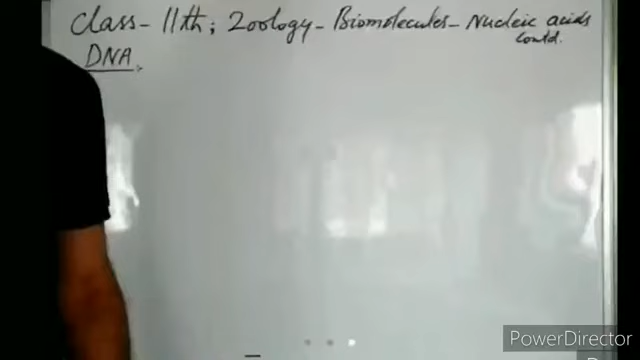 Class - 11th; Zoology - Biomolecules - Nucleic acids
Contd.
DNA
PowerDirector